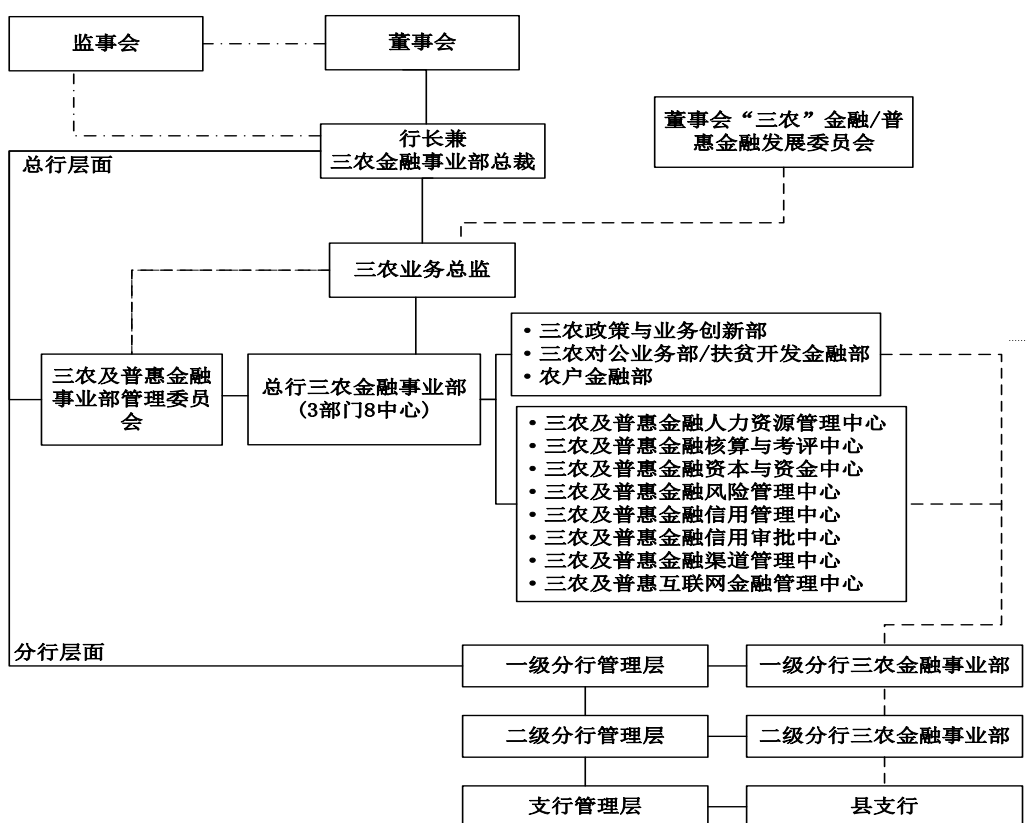 监事会
董事会
董事会“三农”金融/普
惠金融发展委员会
行长兼
三农金融事业部总裁
总行层面
三农业务总监
• 三农政策与业务创新部
• 三农对公业务部/扶贫开发金融部
• 农户金融部
三农及普惠金融
事业部管理委员
会
总行三农金融事业部
(3部门8中心)
• 三农及普惠金融人力资源管理中心
• 三农及普惠金融核算与考评中心
• 三农及普惠金融资本与资金中心
• 三农及普惠金融风险管理中心
• 三农及普惠金融信用管理中心
• 三农及普惠金融信用审批中心
• 三农及普惠金融渠道管理中心
• 三农及普惠互联网金融管理中心
分行层面
一级分行管理层
一级分行三农金融事业部
二级分行管理层
二级分行三农金融事业部
支行管理层
县支行